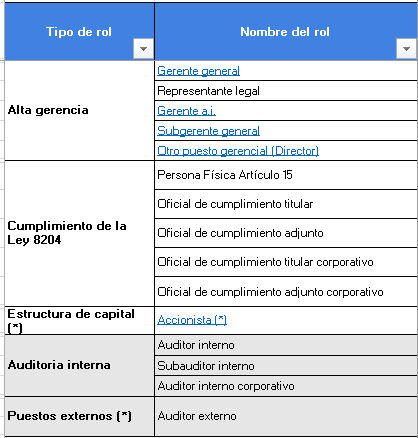 Tipo de rol
Nombre del rol
Alta gerencia
Gerente general
Representante legal
Gerente a.i.
Subgerente general
Otro puesto gerencial (Director)
Cumplimiento de la
Ley 8204
Persona Física Artículo 15
Oficial de cumplimiento titular
Oficial de cumplimiento adjunto
Oficial de cumplimiento titular corporativo
Oficial de cumplimiento adjunto corporativo
Estructura de capital
(*)
Accionista (*)
Auditoria interna
Auditor interno
Subauditor interno
Auditor interno corporativo
Puestos externos (*)
Auditor externo